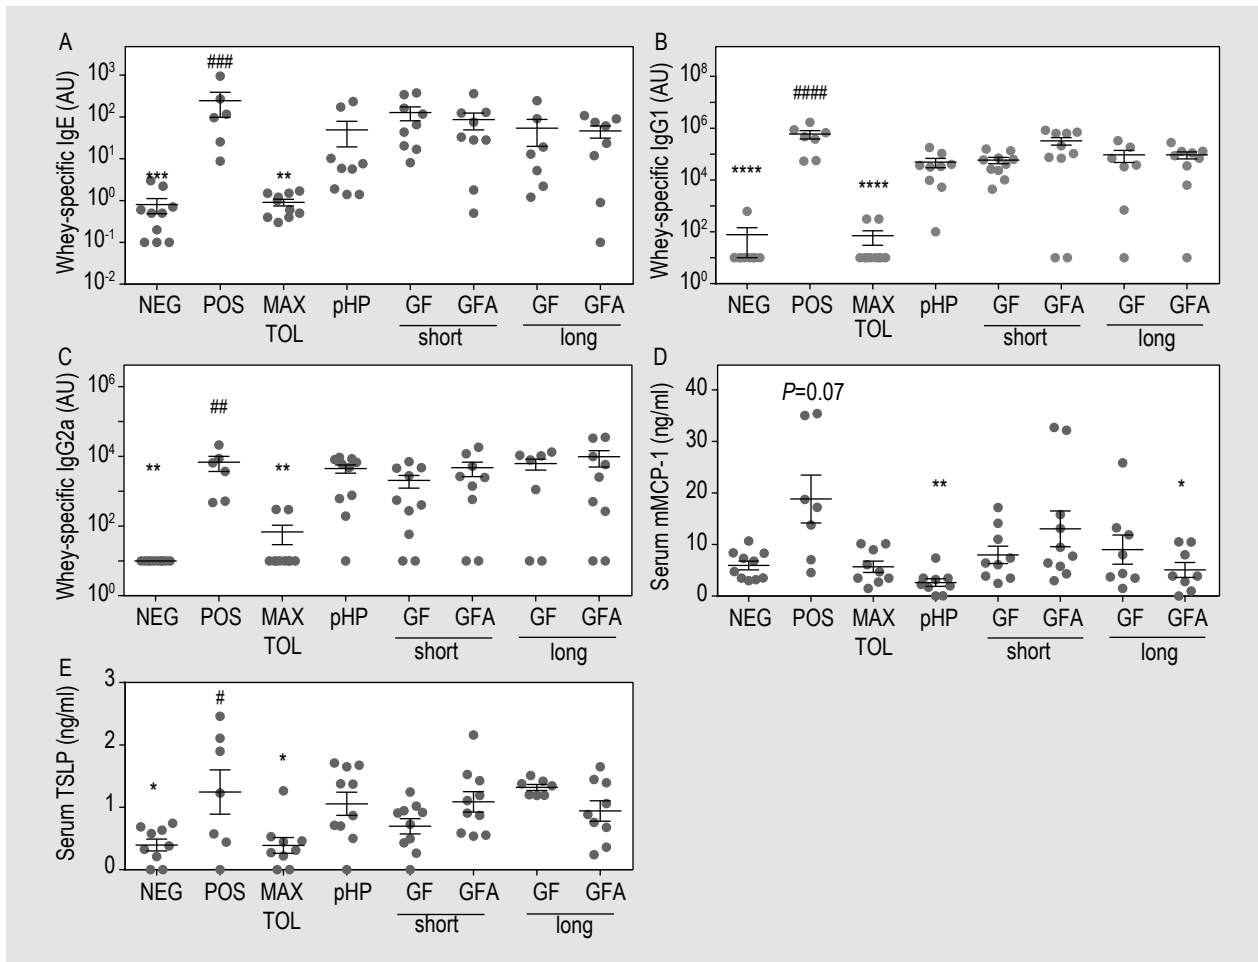 A
Whey-specific IgE (AU)
10³
10²
10¹
10⁰
10⁻¹
10⁻²
***
###
**
NEG POS MAX TOL pHP GF GFA GF GFA
short long
B
Whey-specific IgG1 (AU)
10⁸
10⁶
10⁴
10²
10⁰
****
####
****
NEG POS MAX TOL pHP GF GFA GF GFA
short long
C
Whey-specific IgG2a (AU)
10⁶
10⁴
10²
10⁰
**
##
**
NEG POS MAX TOL pHP GF GFA GF GFA
short long
D
Serum mMCP-1 (ng/ml)
40
30
20
10
0
P=0.07
**
*
NEG POS MAX TOL pHP GF GFA GF GFA
short long
E
Serum TSLP (ng/ml)
3
2
1
0
*
#
*
NEG POS MAX TOL pHP GF GFA GF GFA
short long